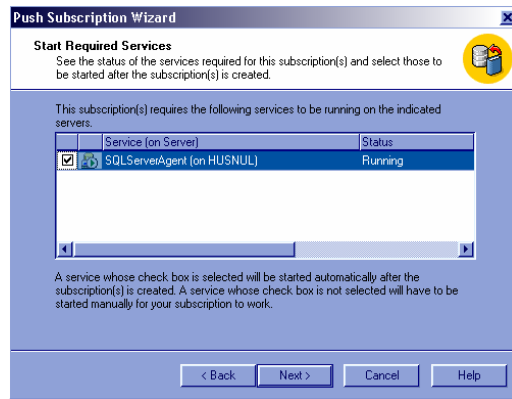 Push Subscription Wizard
Start Required Services
See the status of the services required for this subscription(s) and select those to
be started after the subscription(s) is created.
This subscription(s) requires the following services to be running on the indicated
servers.
Service (on Server) Status
SQLServerAgent (on HUSNUL) Running
A service whose check box is selected will be started automatically after the
subscription(s) is created. A service whose check box is not selected will have to be
started manually for your subscription to work.
< Back Next > Cancel Help